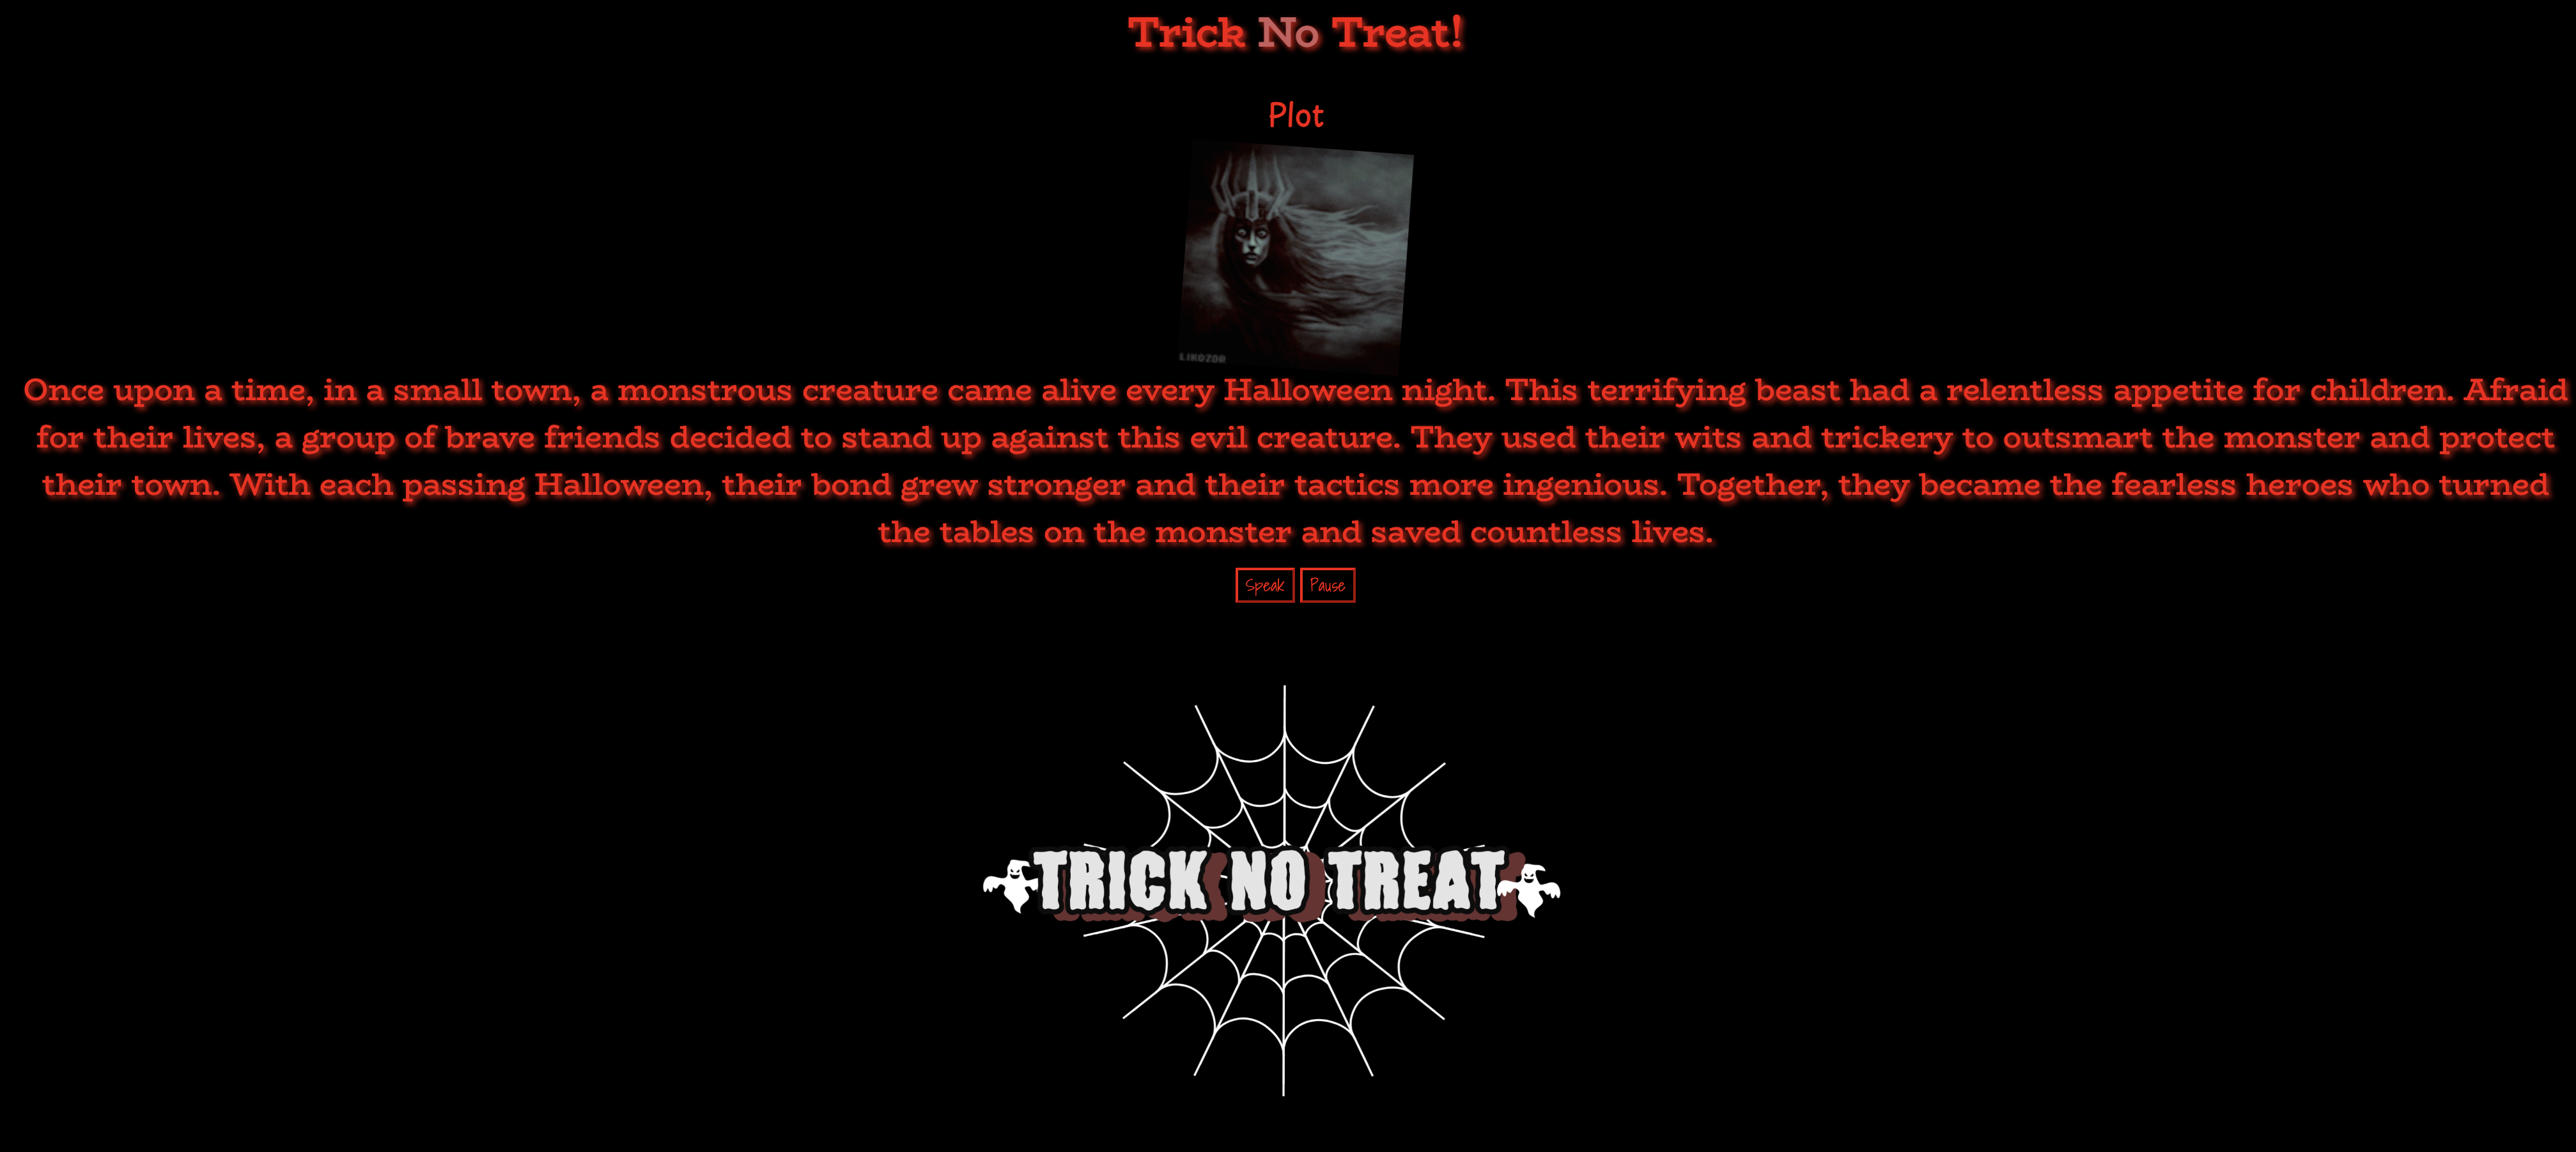 Trick No Treat!
Plot
LIKOZOR
Once upon a time, in a small town, a monstrous creature came alive every Halloween night. This terrifying beast had a relentless appetite for children. Afraid
for their lives, a group of brave friends decided to stand up against this evil creature. They used their wits and trickery to outsmart the monster and protect
their town. With each passing Halloween, their bond grew stronger and their tactics more ingenious. Together, they became the fearless heroes who turned
the tables on the monster and saved countless lives.
Speak Pause
TRICK NO TREAT